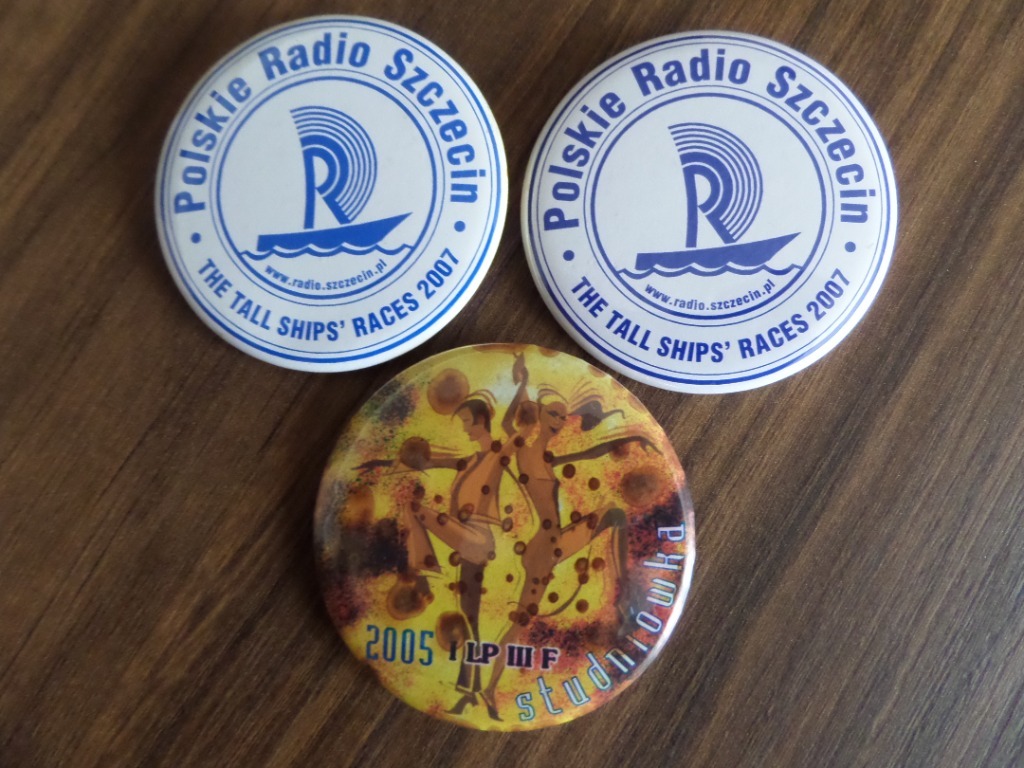 Polskie Radio Szczecin
R
www.radio.szczecin.pl
THE TALL SHIPS' RACES 2007
Polskie Radio Szczecin
R
www.radio.szczecin.pl
THE TALL SHIPS' RACES 2007
2005 I LP III F
studniówka